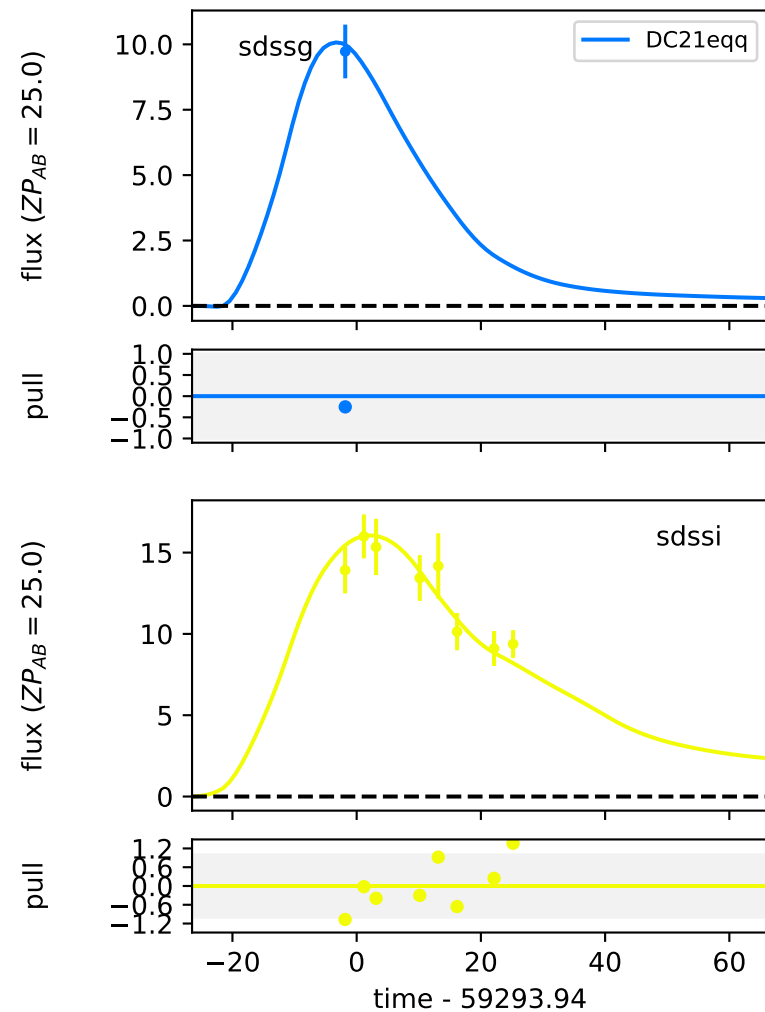 10.0
sdssg
DC21eqq
7.5
5.0
2.5
0.0
flux (ZP_AB = 25.0)
1.0
0.5
0.0
−0.5
−1.0
pull
sdssi
15
10
5
0
flux (ZP_AB = 25.0)
1.2
0.6
0.0
−0.6
−1.2
pull
−20 0 20 40 60
time - 59293.94